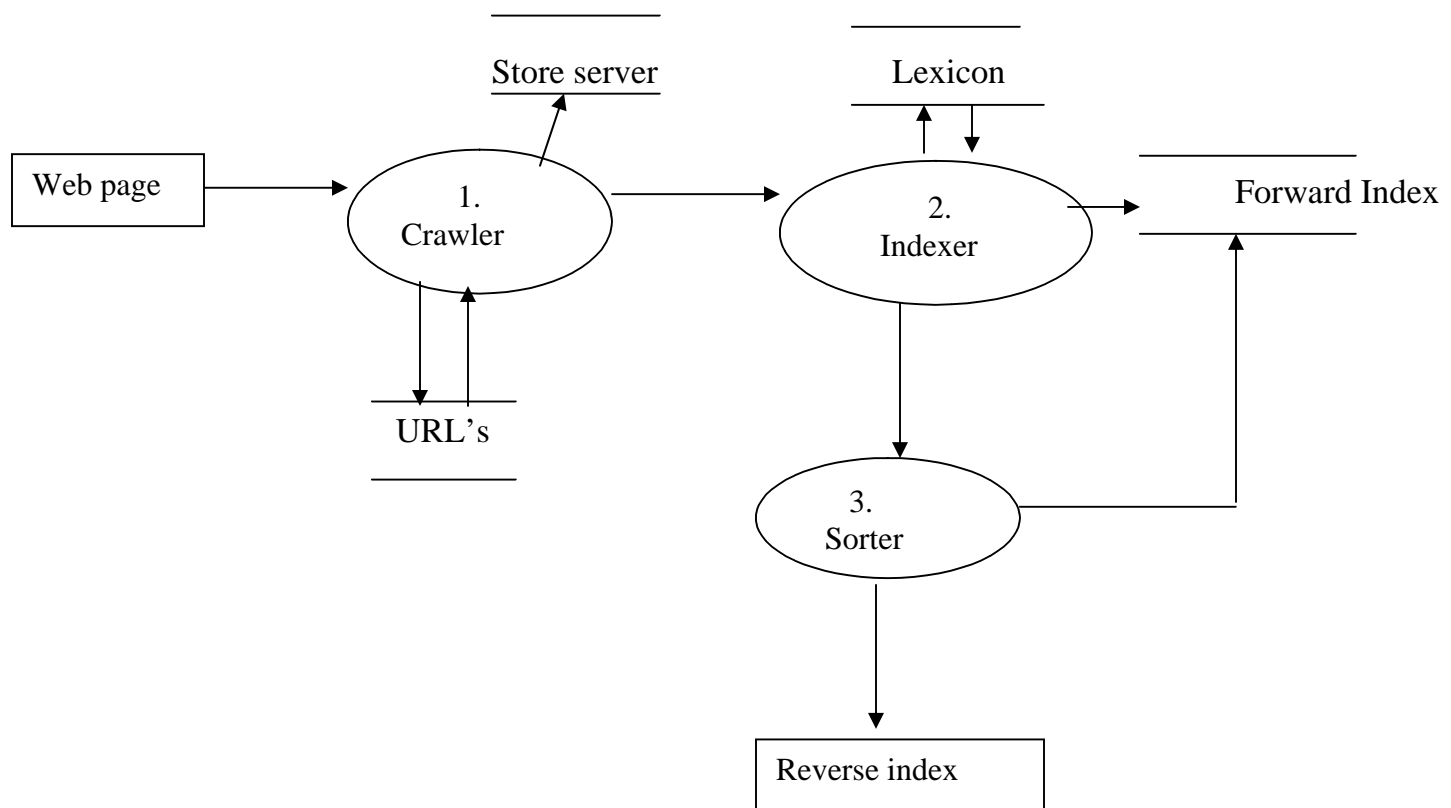 Store server
Lexicon
Web page
1.
Crawler
2.
Indexer
Forward Index
URL’s
3.
Sorter
Reverse index